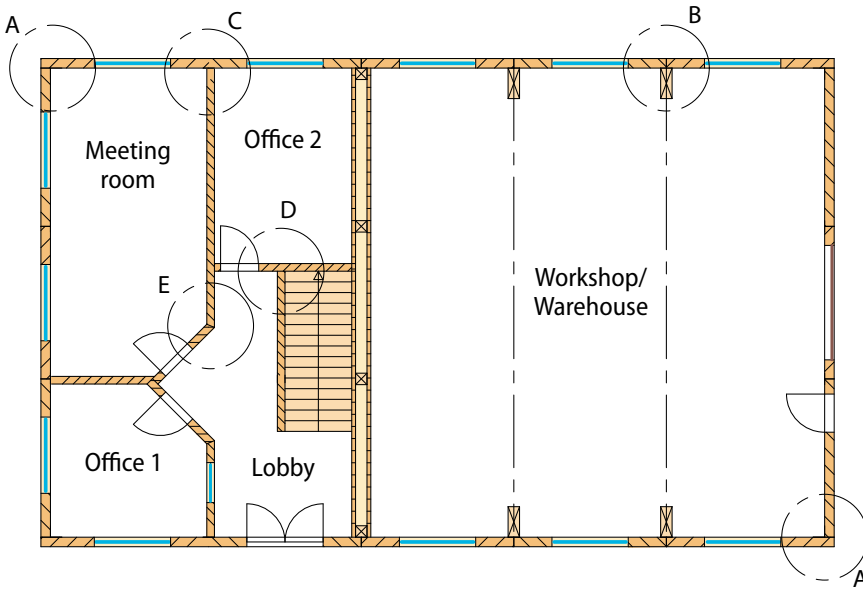 A
C
B
Meeting
room
Office 2
D
E
Workshop/
Warehouse
Office 1
Lobby
A